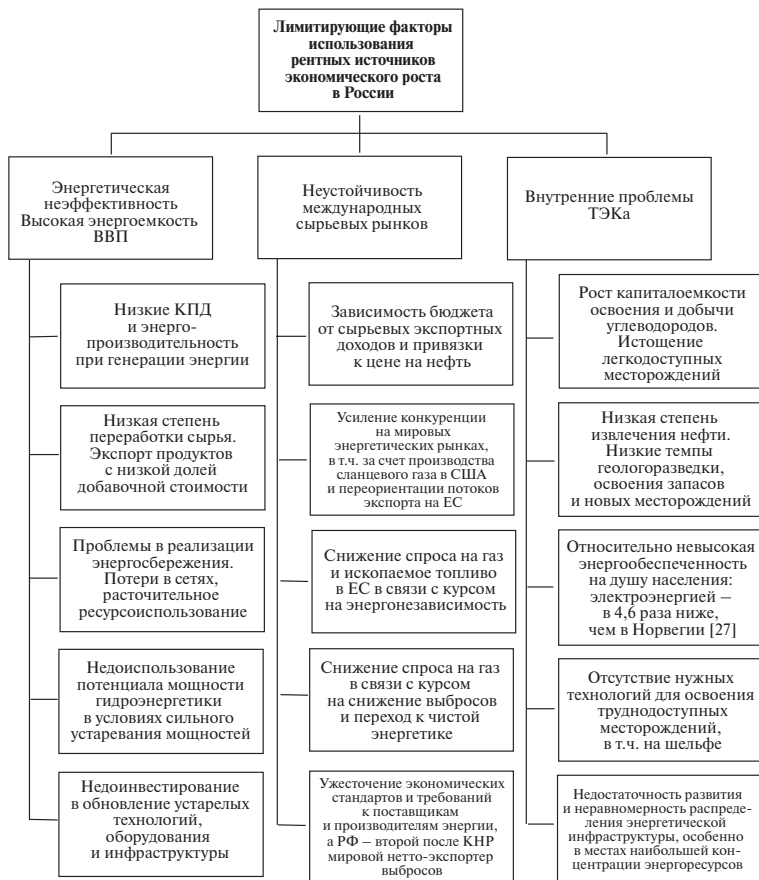 Лимитирующие факторы
использования
рентных источников
экономического роста
в России
Энергетическая
неэффективность
Высокая энергоемкость
ВВП
Низкие КПД
и энерго-
производительность
при генерации энергии
Низкая степень
переработки сырья.
Экспорт продуктов
с низкой долей
добавочной стоимости
Проблемы в реализации
энергосбережения.
Потери в сетях,
расточительное
ресурсоиспользование
Недоиспользование
потенциала мощности
гидроэнергетики
в условиях сильного
устаревания мощностей
Недоинвестирование
в обновление устарелых
технологий,
оборудования
и инфраструктуры
Неустойчивость
международных
сырьевых рынков
Зависимость бюджета
от сырьевых экспортных
доходов и привязки
к цене на нефть
Усиление конкуренции
на мировых
энергетических рынках,
в т.ч. за счет производства
сланцевого газа в США
и переориентации потоков
экспорта на ЕС
Снижение спроса на газ
и ископаемое топливо
в ЕС в связи с курсом
на энергонезависимость
Снижение спроса на газ
в связи с курсом
на снижение выбросов
и переход к чистой
энергетике
Ужесточение экономических
стандартов и требований
к поставщикам
и производителям энергии,
а РФ – второй после КНР
мировой нетто-экспортер
выбросов
Внутренние проблемы
ТЭКа
Рост капиталоемкости
освоения и добычи
углеводородов.
Истощение
легкодоступных
месторождений
Низкая степень
извлечения нефти.
Низкие темпы
геологоразведки,
освоения запасов
и новых месторождений
Относительно невысокая
энергообеспеченность
на душу населения:
электроэнергией –
в 4,6 раза ниже,
чем в Норвегии [27]
Отсутствие нужных
технологий для освоения
труднодоступных
месторождений,
в т.ч. на шельфе
Недостаточность развития
и неравномерность распреде-
ления энергетической
инфраструктуры, особенно
в местах наибольшей кон-
центрации энергоресурсов